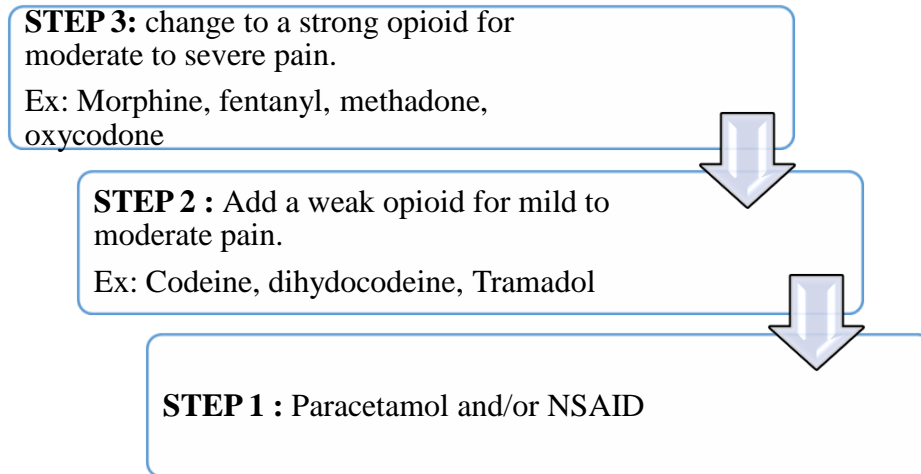 STEP 3: change to a strong opioid for
moderate to severe pain.
Ex: Morphine, fentanyl, methadone,
oxycodone
STEP 2 : Add a weak opioid for mild to
moderate pain.
Ex: Codeine, dihydocodeine, Tramadol
STEP 1 : Paracetamol and/or NSAID